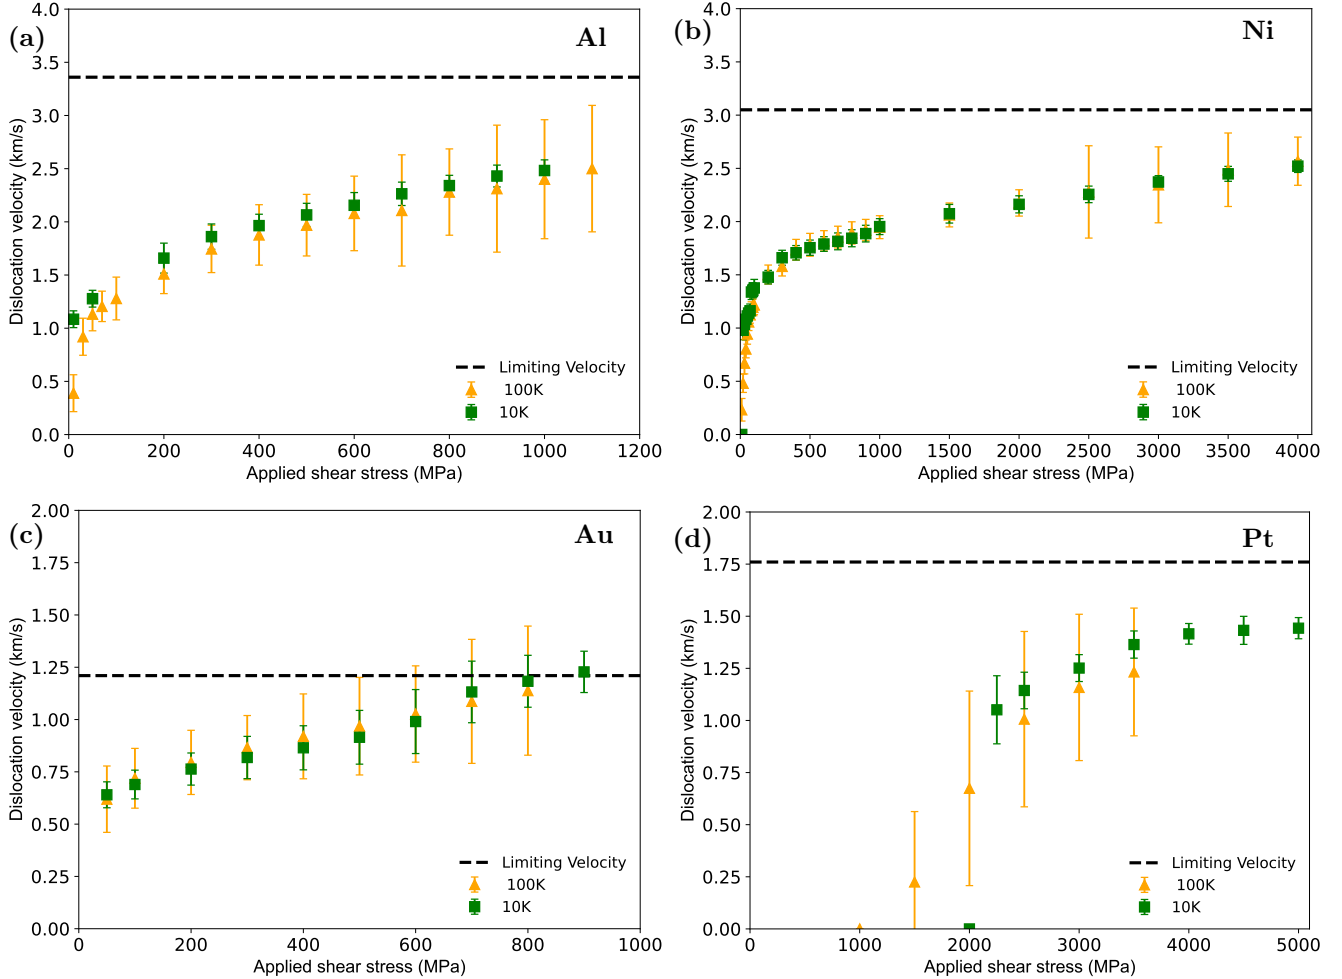 (a)
Al
Dislocation velocity (km/s)
4.0
3.5
3.0
2.5
2.0
1.5
1.0
0.5
0.0
Limiting Velocity
100K
10K
0 200 400 600 800 1000 1200
Applied shear stress (MPa)
(b)
Ni
Dislocation velocity (km/s)
4.0
3.5
3.0
2.5
2.0
1.5
1.0
0.5
0.0
Limiting Velocity
100K
10K
0 500 1000 1500 2000 2500 3000 3500 4000
Applied shear stress (MPa)
(c)
Au
Dislocation velocity (km/s)
2.00
1.75
1.50
1.25
1.00
0.75
0.50
0.25
0.00
Limiting Velocity
100K
10K
0 200 400 600 800 1000
Applied shear stress (MPa)
(d)
Pt
Dislocation velocity (km/s)
2.00
1.75
1.50
1.25
1.00
0.75
0.50
0.25
0.00
Limiting Velocity
100K
10K
0 1000 2000 3000 4000 5000
Applied shear stress (MPa)